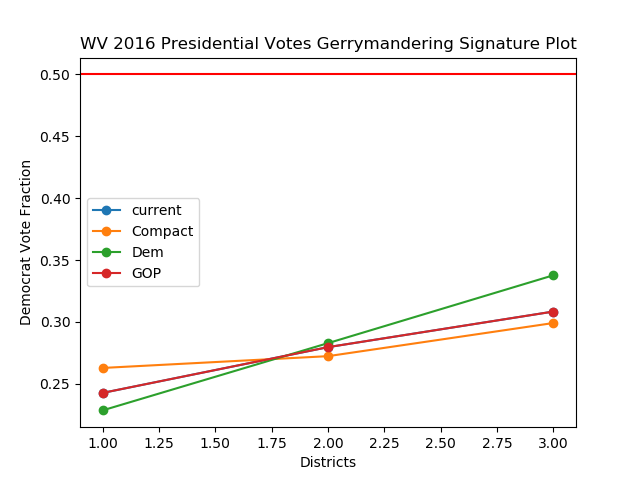 WV 2016 Presidential Votes Gerrymandering Signature Plot
0.50
0.45
0.40
0.35
0.30
0.25
Democrat Vote Fraction
current
Compact
Dem
GOP
1.00 1.25 1.50 1.75 2.00 2.25 2.50 2.75 3.00
Districts